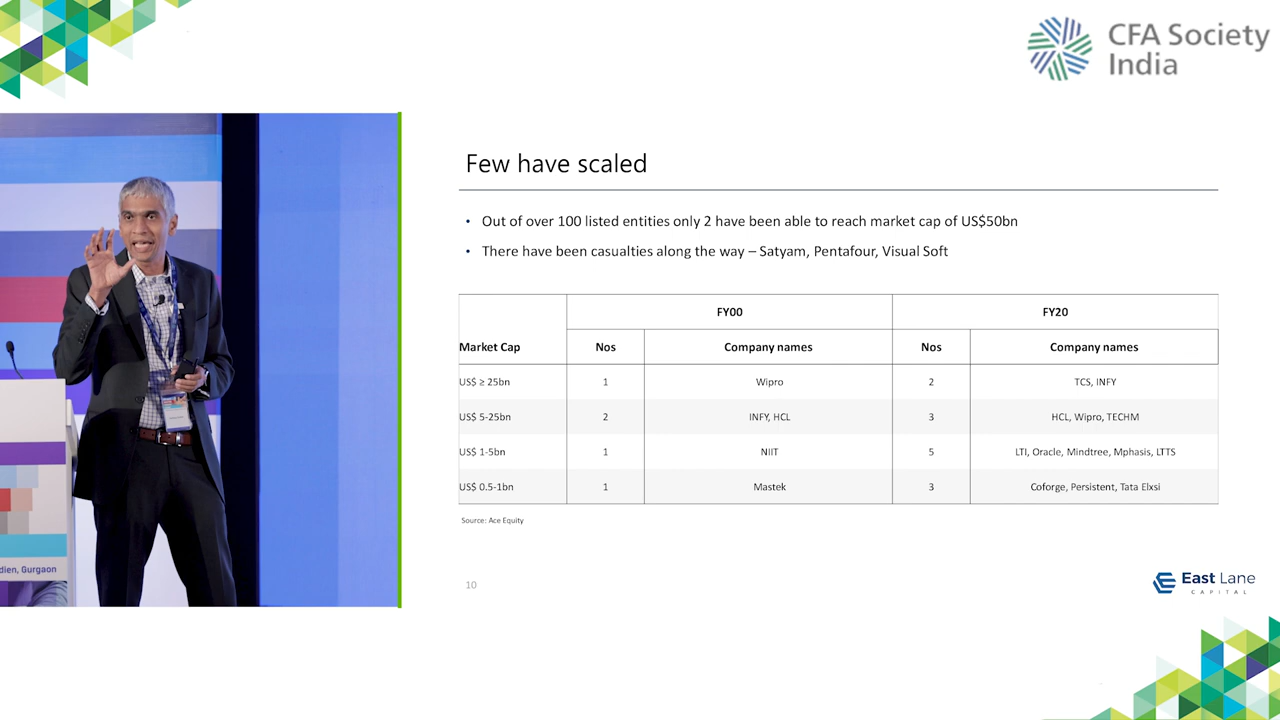 CFA Society
India
Few have scaled
• Out of over 100 listed entities only 2 have been able to reach market cap of US$50bn
• There have been casualties along the way – Satyam, Pentafour, Visual Soft
FY00 FY20
Market Cap Nos Company names Nos Company names
US$ ≥ 25bn 1 Wipro 2 TCS, INFY
US$ 5-25bn 2 INFY, HCL 3 HCL, Wipro, TECHM
US$ 1-5bn 1 NIIT 5 LTI, Oracle, Mindtree, Mphasis, LTTS
US$ 0.5-1bn 1 Mastek 3 Coforge, Persistent, Tata Elxsi
Source: Ace Equity
dien, Gurgaon
10
East Lane
CAPITAL